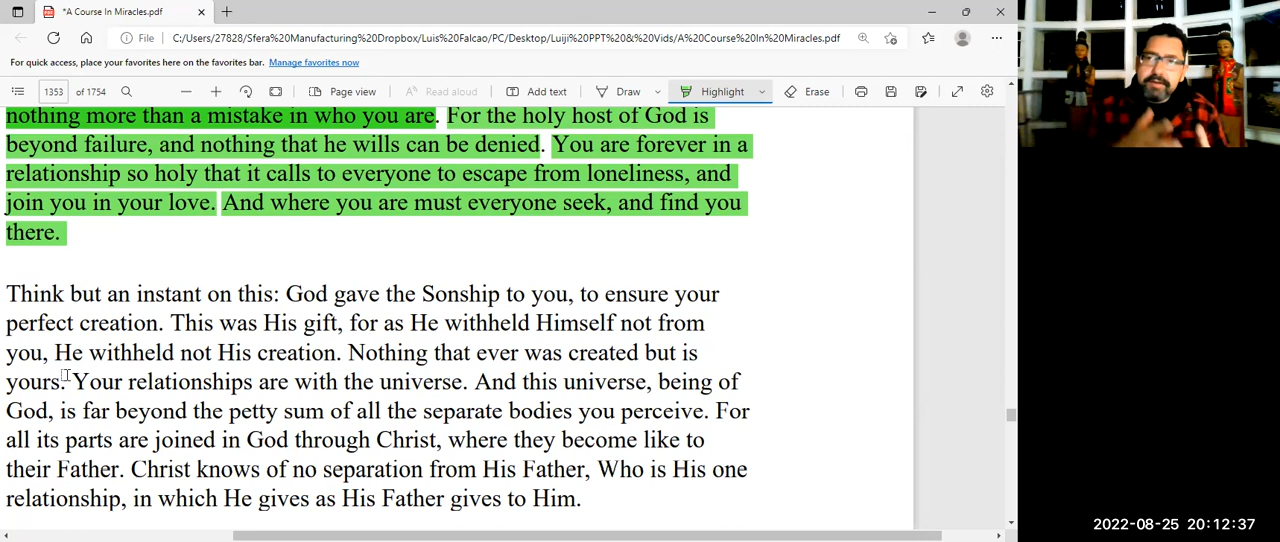 *A Course In Miracles.pdf
File
C:/Users/27828/Sfera%20Manufacturing%20Dropbox/Luis%20Falcao/PC/Desktop/Luiji%20PPT%20&%20Vids/A%20Course%20In%20Miracles.pdf
For quick access, place your favorites here on the favorites bar. Manage favorites now
1353 of 1754
Page view
Read aloud
Add text
Draw
Highlight
Erase
nothing more than a mistake in who you are. For the holy host of God is
beyond failure, and nothing that he wills can be denied. You are forever in a
relationship so holy that it calls to everyone to escape from loneliness, and
join you in your love. And where you are must everyone seek, and find you
there.
Think but an instant on this: God gave the Sonship to you, to ensure your
perfect creation. This was His gift, for as He withheld Himself not from
you, He withheld not His creation. Nothing that ever was created but is
yours. Your relationships are with the universe. And this universe, being of
God, is far beyond the petty sum of all the separate bodies you perceive. For
all its parts are joined in God through Christ, where they become like to
their Father. Christ knows of no separation from His Father, Who is His one
relationship, in which He gives as His Father gives to Him.
2022-08-25 20:12:37